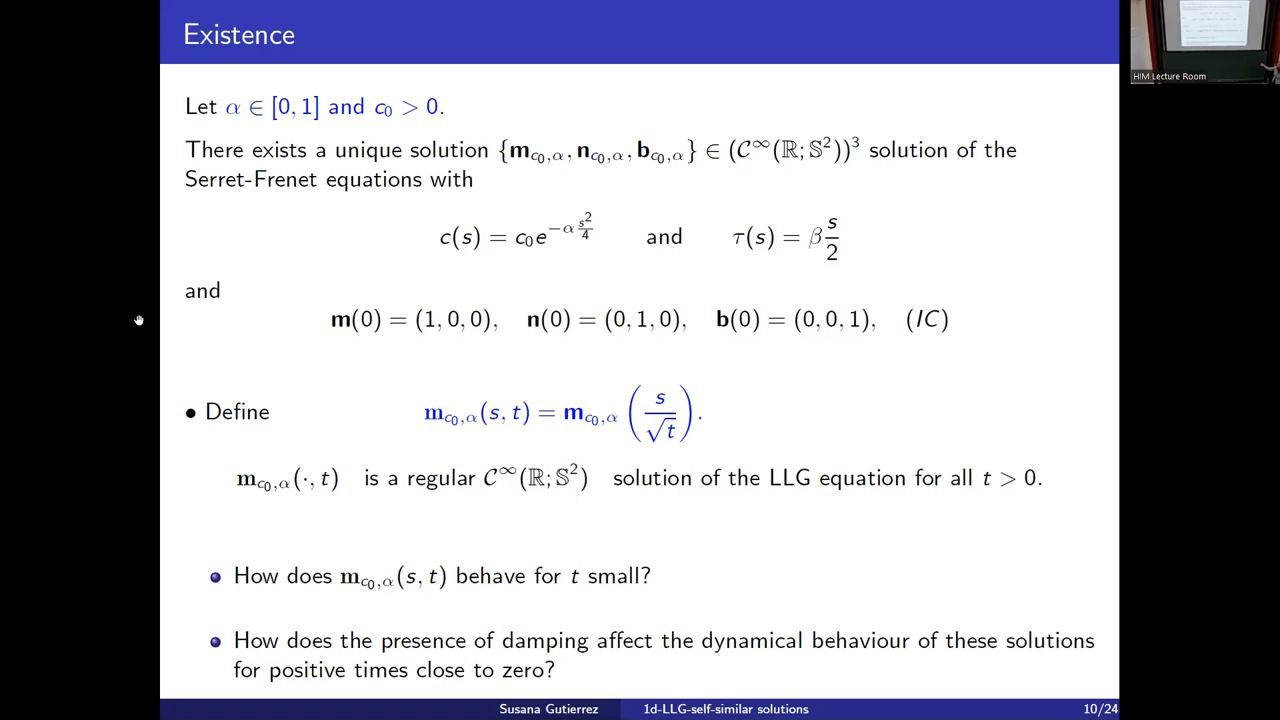 Existence
HIM Lecture Room
Let α ∈ [0, 1] and c₀ > 0.
There exists a unique solution {m_{c₀,α}, n_{c₀,α}, b_{c₀,α}} ∈ (C^∞(ℝ; 𝕊²))³ solution of the
Serret-Frenet equations with
c(s) = c₀e^{−α s²/4} and τ(s) = β s/2
and
m(0) = (1, 0, 0), n(0) = (0, 1, 0), b(0) = (0, 0, 1), (IC)
• Define m_{c₀,α}(s, t) = m_{c₀,α} (s/√t).
m_{c₀,α}(·, t) is a regular C^∞(ℝ; 𝕊²) solution of the LLG equation for all t > 0.
How does m_{c₀,α}(s, t) behave for t small?
How does the presence of damping affect the dynamical behaviour of these solutions
for positive times close to zero?
Susana Gutierrez 1d-LLG-self-similar solutions 10/24